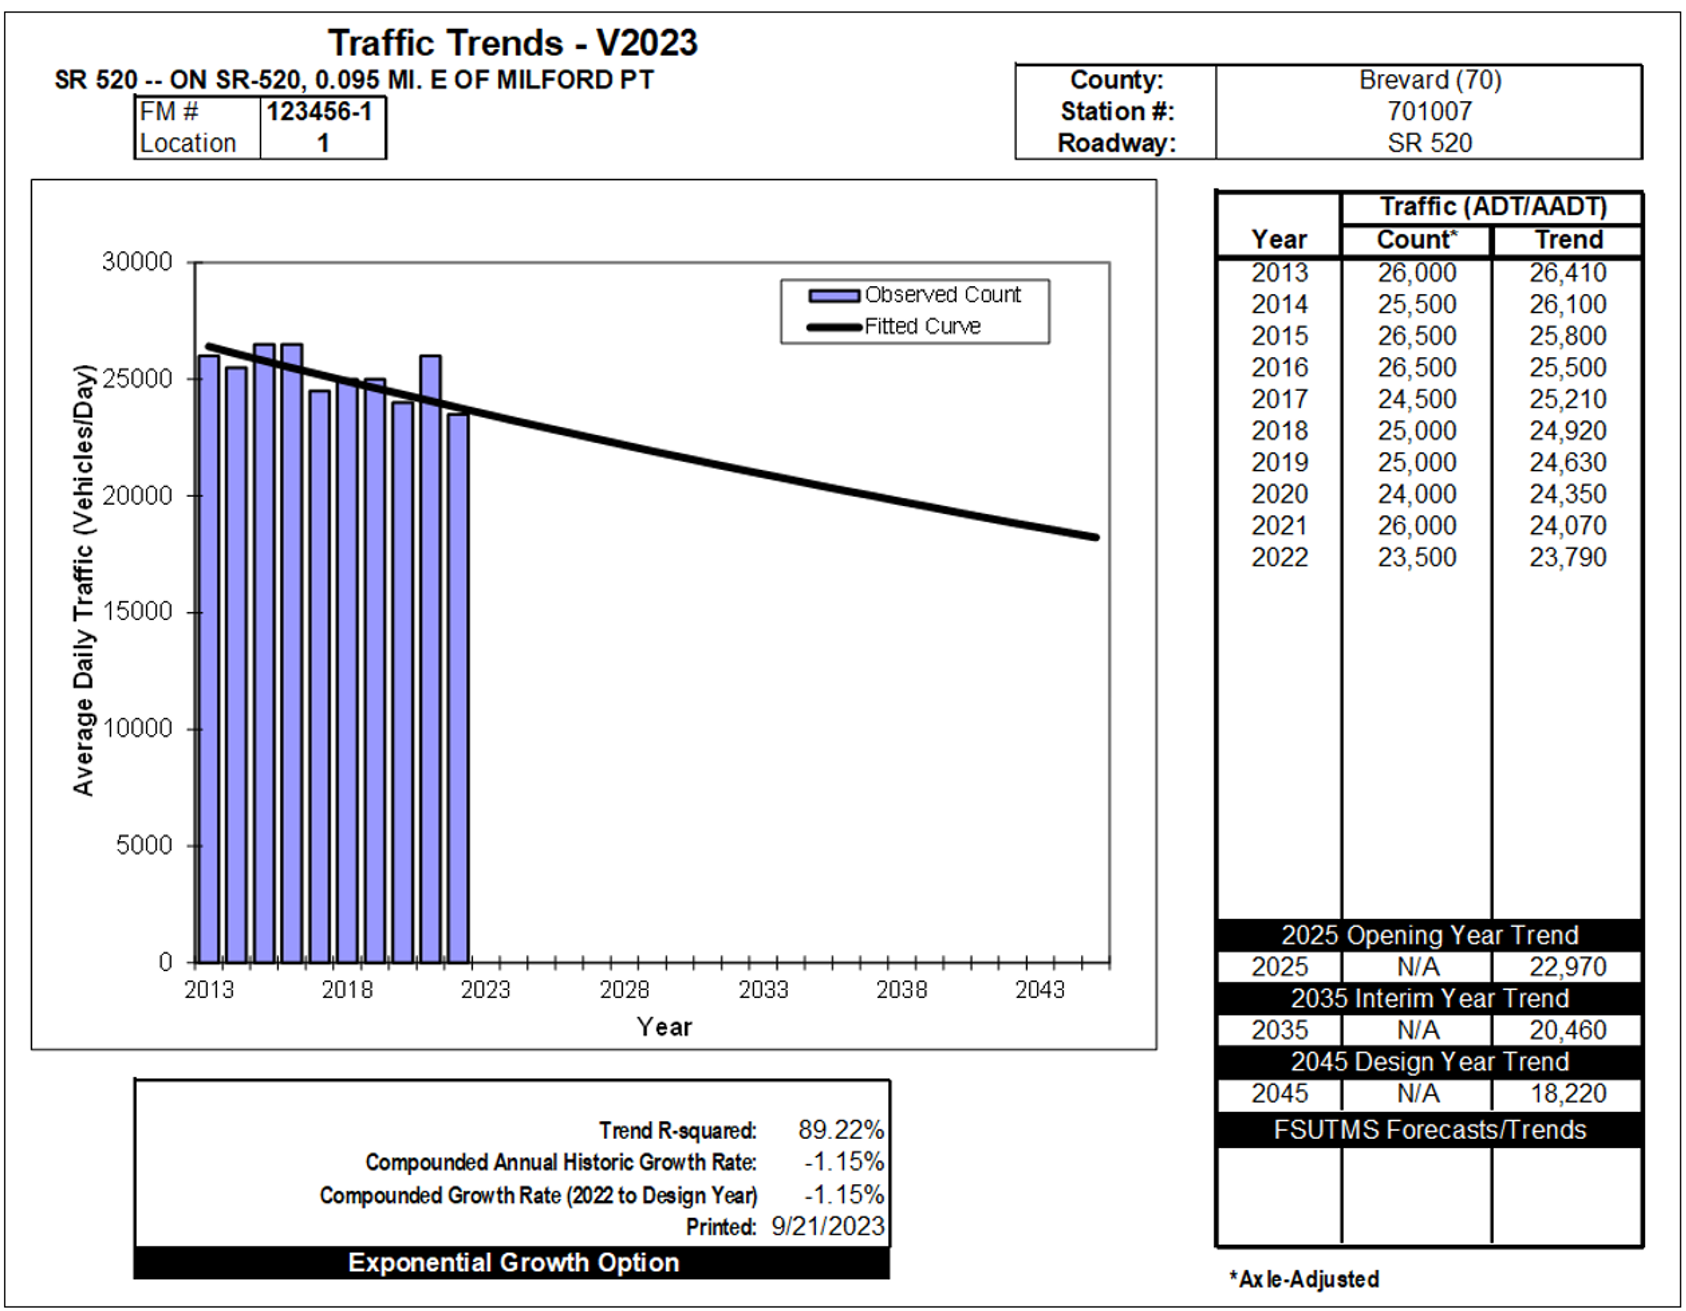 Traffic Trends - V2023
SR 520 -- ON SR-520, 0.095 MI. E OF MILFORD PT
FM # 123456-1
Location 1
County: Brevard (70)
Station #: 701007
Roadway: SR 520
Average Daily Traffic (Vehicles/Day)
30000
25000
20000
15000
10000
5000
0
Observed Count
Fitted Curve
2013 2018 2023 2028 2033 2038 2043
Year
Traffic (ADT/AADT)
Year Count* Trend
2013 26,000 26,410
2014 25,500 26,100
2015 26,500 25,800
2016 26,500 25,500
2017 24,500 25,210
2018 25,000 24,920
2019 25,000 24,630
2020 24,000 24,350
2021 26,000 24,070
2022 23,500 23,790
2025 Opening Year Trend
2025 N/A 22,970
2035 Interim Year Trend
2035 N/A 20,460
2045 Design Year Trend
2045 N/A 18,220
FSUTMS Forecasts/Trends
*Axle-Adjusted
Trend R-squared: 89.22%
Compounded Annual Historic Growth Rate: -1.15%
Compounded Growth Rate (2022 to Design Year) -1.15%
Printed: 9/21/2023
Exponential Growth Option